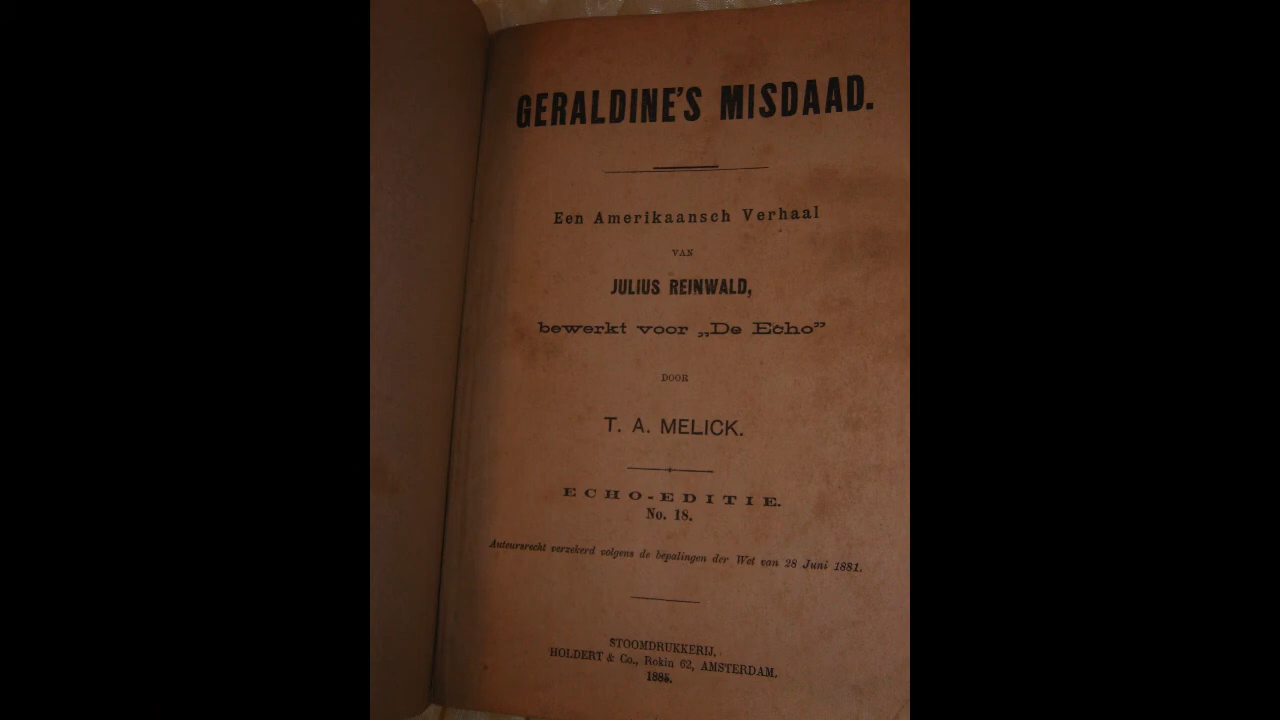 GERALDINE'S MISDAAD.
Een Amerikaansch Verhaal
VAN
JULIUS REINWALD,
bewerkt voor „De Echo”
DOOR
T. A. MELICK.
ECHO-EDITIE.
No. 18.
Auteursrecht verzekerd volgens de bepalingen der Wet van 28 Juni 1881.
STOOMDRUKKERIJ,
HOLDERT & Co., Rokin 62, AMSTERDAM.
1885.